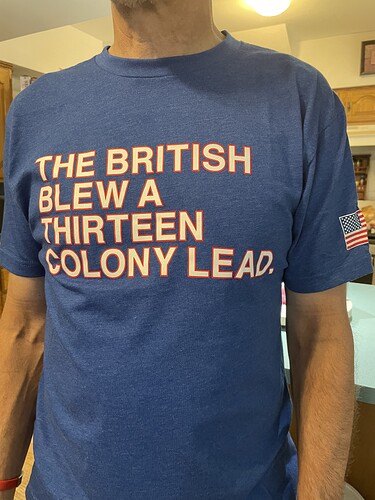 THE BRITISH
BLEW A
THIRTEEN
COLONY LEAD.